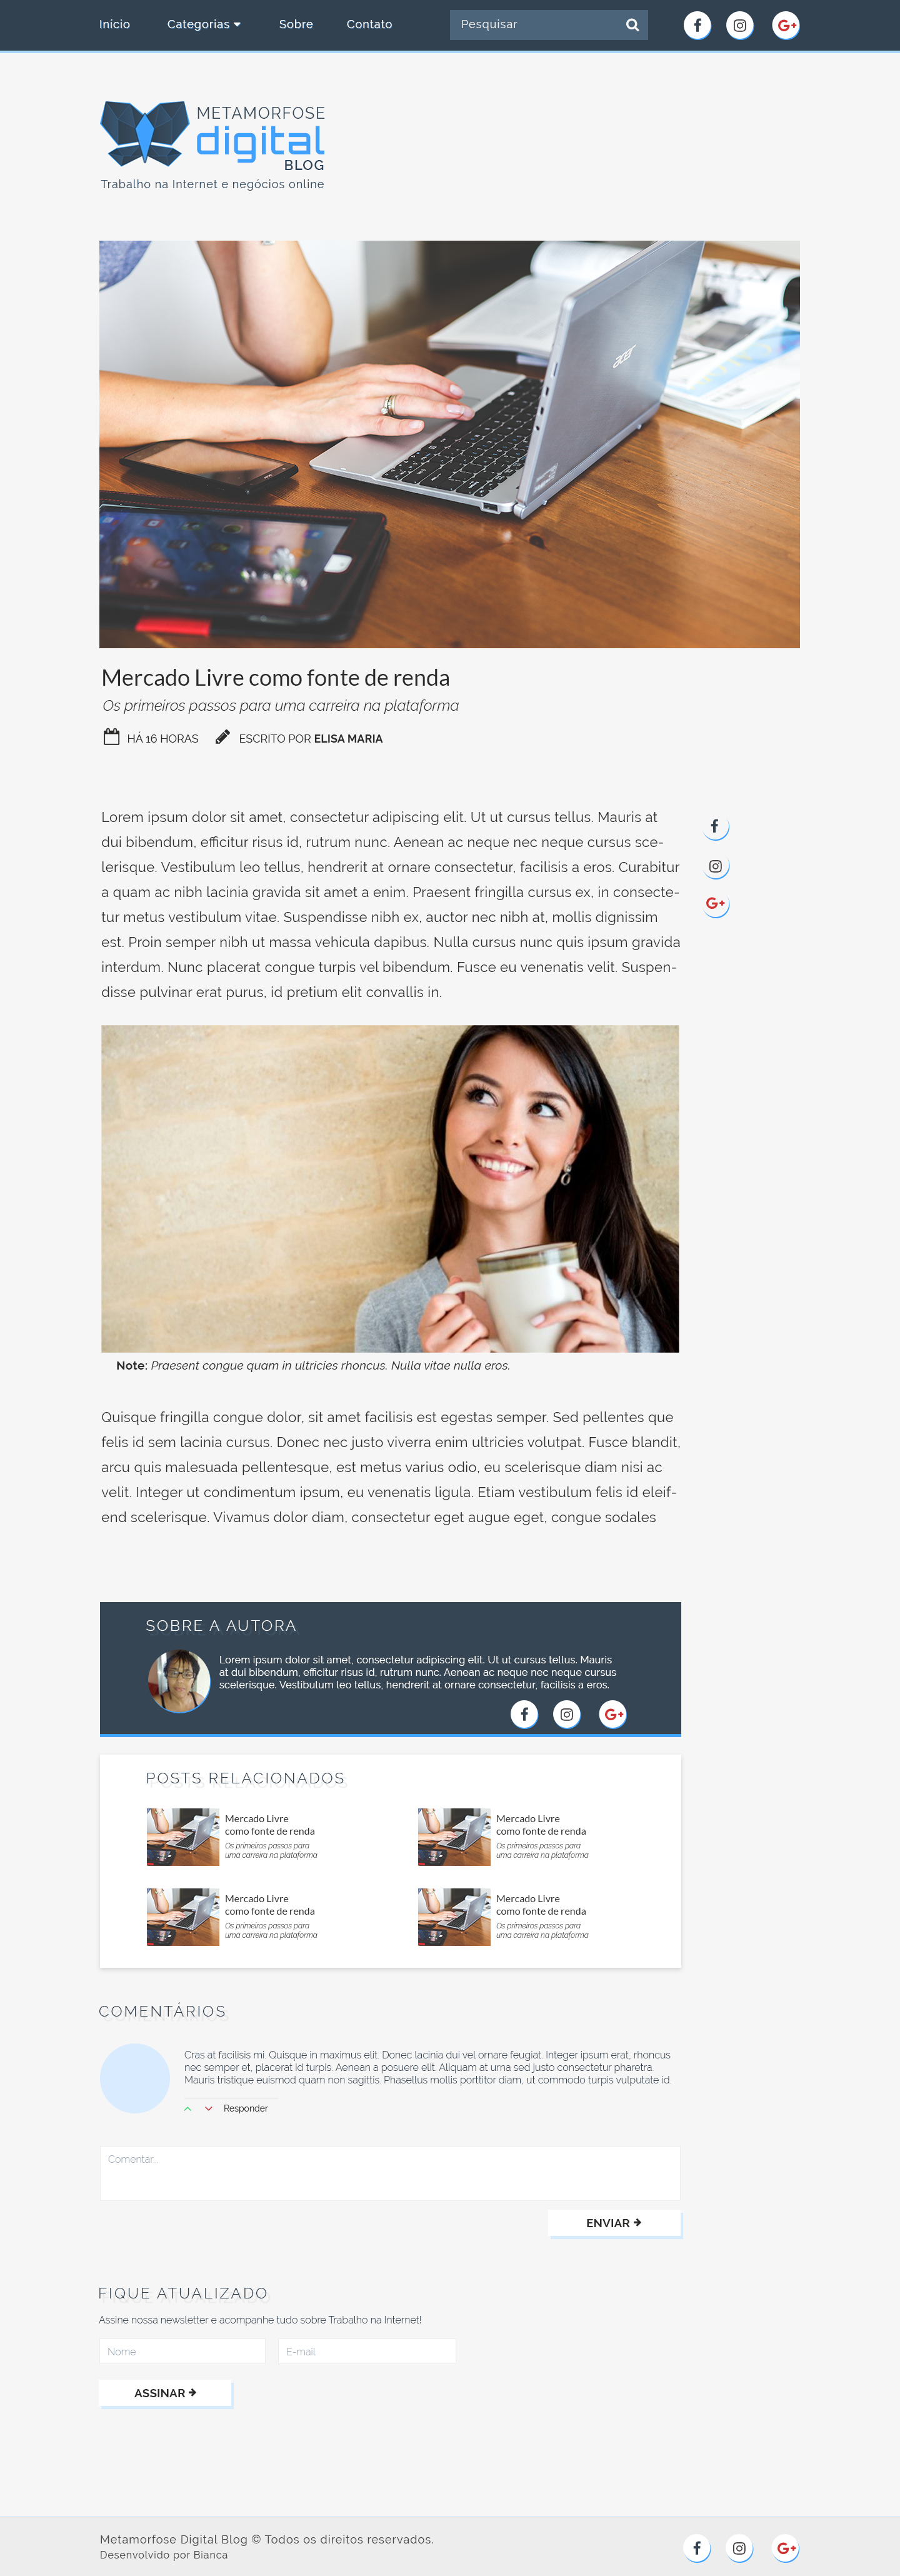 Inicio
Categorias
Sobre
Contato
Pesquisar
METAMORFOSE
digital
BLOG
Trabalho na Internet e negócios online
acer
Mercado Livre como fonte de renda
Os primeiros passos para uma carreira na plataforma
HÁ 16 HORAS
ESCRITO POR ELISA MARIA
Lorem ipsum dolor sit amet, consectetur adipiscing elit. Ut ut cursus tellus. Mauris at
dui bibendum, efficitur risus id, rutrum nunc. Aenean ac neque nec neque cursus sce-
lerisque. Vestibulum leo tellus, hendrerit at ornare consectetur, facilisis a eros. Curabitur
a quam ac nibh lacinia gravida sit amet a enim. Praesent fringilla cursus ex, in consecte-
tur metus vestibulum vitae. Suspendisse nibh ex, auctor nec nibh at, mollis dignissim
est. Proin semper nibh ut massa vehicula dapibus. Nulla cursus nunc quis ipsum gravida
interdum. Nunc placerat congue turpis vel bibendum. Fusce eu venenatis velit. Suspen-
disse pulvinar erat purus, id pretium elit convallis in.
Note: Praesent congue quam in ultricies rhoncus. Nulla vitae nulla eros.
Quisque fringilla congue dolor, sit amet facilisis est egestas semper. Sed pellentes que
felis id sem lacinia cursus. Donec nec justo viverra enim ultricies volutpat. Fusce blandit,
arcu quis malesuada pellentesque, est metus varius odio, eu scelerisque diam nisi ac
velit. Integer ut condimentum ipsum, eu venenatis ligula. Etiam vestibulum felis id eleif-
end scelerisque. Vivamus dolor diam, consectetur eget augue eget, congue sodales
SOBRE A AUTORA
Lorem ipsum dolor sit amet, consectetur adipiscing elit. Ut ut cursus tellus. Mauris
at dui bibendum, efficitur risus id, rutrum nunc. Aenean ac neque nec neque cursus
scelerisque. Vestibulum leo tellus, hendrerit at ornare consectetur, facilisis a eros.
POSTS RELACIONADOS
Mercado Livre
como fonte de renda
Os primeiros passos para
uma carreira na plataforma
Mercado Livre
como fonte de renda
Os primeiros passos para
uma carreira na plataforma
Mercado Livre
como fonte de renda
Os primeiros passos para
uma carreira na plataforma
Mercado Livre
como fonte de renda
Os primeiros passos para
uma carreira na plataforma
COMENTÁRIOS
Cras at facilisis mi. Quisque in maximus elit. Donec lacinia dui vel ornare feugiat. Integer ipsum erat, rhoncus
nec semper et, placerat id turpis. Aenean a posuere elit. Aliquam at urna sed justo consectetur pharetra.
Mauris tristique euismod quam non sagittis. Phasellus mollis porttitor diam, ut commodo turpis vulputate id.
Responder
Comentar...
ENVIAR
FIQUE ATUALIZADO
Assine nossa newsletter e acompanhe tudo sobre Trabalho na Internet!
Nome
E-mail
ASSINAR
Metamorfose Digital Blog © Todos os direitos reservados.
Desenvolvido por Bianca